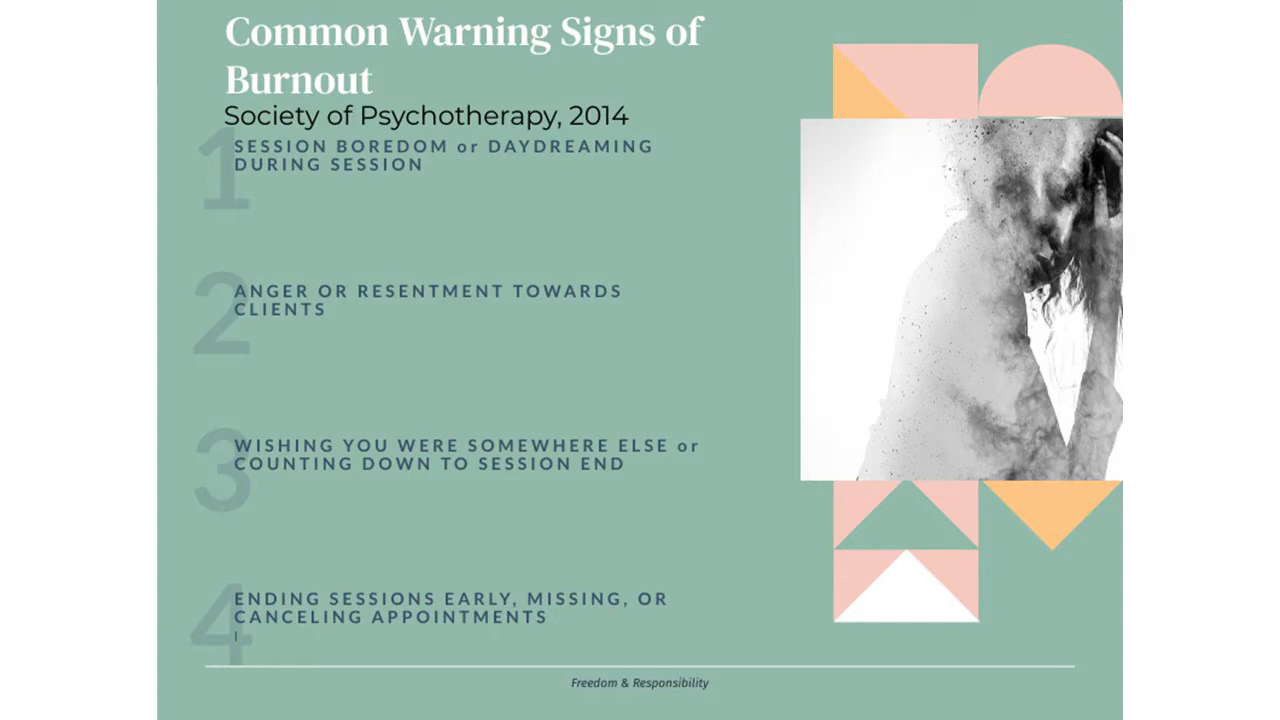 Common Warning Signs of
Burnout
Society of Psychotherapy, 2014
1
SESSION BOREDOM or DAYDREAMING
DURING SESSION
2
ANGER OR RESENTMENT TOWARDS
CLIENTS
3
WISHING YOU WERE SOMEWHERE ELSE or
COUNTING DOWN TO SESSION END
4
ENDING SESSIONS EARLY, MISSING, OR
CANCELING APPOINTMENTS
I
Freedom & Responsibility